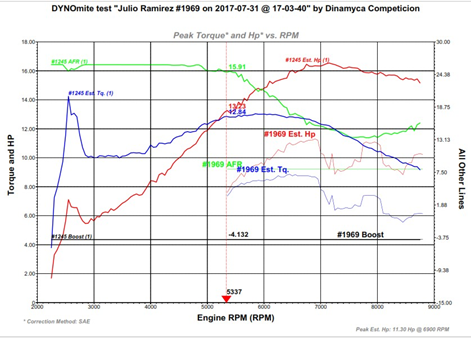 DYNOmite test "Julio Ramirez #1969 on 2017-07-31 @ 17-03-40" by Dinamyca Competicion
Peak Torque* and Hp* vs. RPM
18.00
16.00
14.00
12.00
10.00
8.00
6.00
4.00
2.00
0.00
Torque and HP
30.00
24.38
18.75
13.13
7.50
1.88
-3.75
-9.38
-15.00
All Other Lines
#1245 AFR (1)
#1245 Est. Tq. (1)
#1245 Est. Hp (1)
#1245 Boost (1)
15.91
13.23
12.84
#1969 Est. Hp
#1969 AFR
#1969 Est. Tq.
-4.132
#1969 Boost
5337
2000
3000
4000
5000
6000
7000
8000
9000
Engine RPM (RPM)
* Correction Method: SAE
Peak Est. Hp: 11.30 Hp @ 6900 RPM